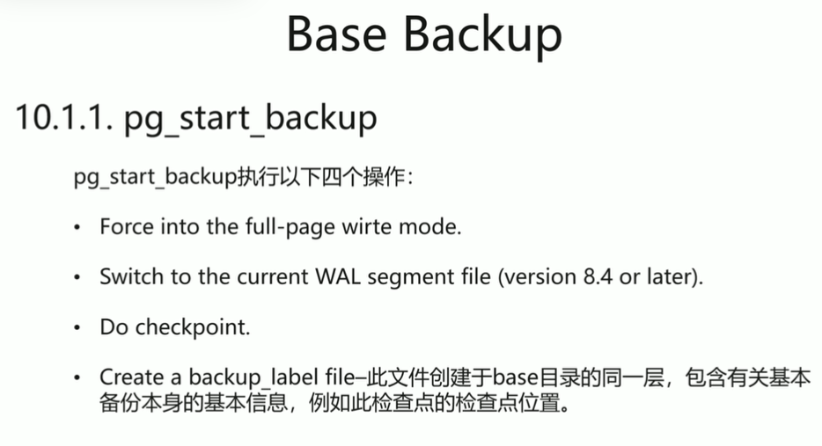 Base Backup
10.1.1. pg_start_backup
pg_start_backup执行以下四个操作：
• Force into the full-page wirte mode.
• Switch to the current WAL segment file (version 8.4 or later).
• Do checkpoint.
• Create a backup_label file–此文件创建于base目录的同一层，包含有关基本
备份本身的基本信息，例如此检查点的检查点位置。